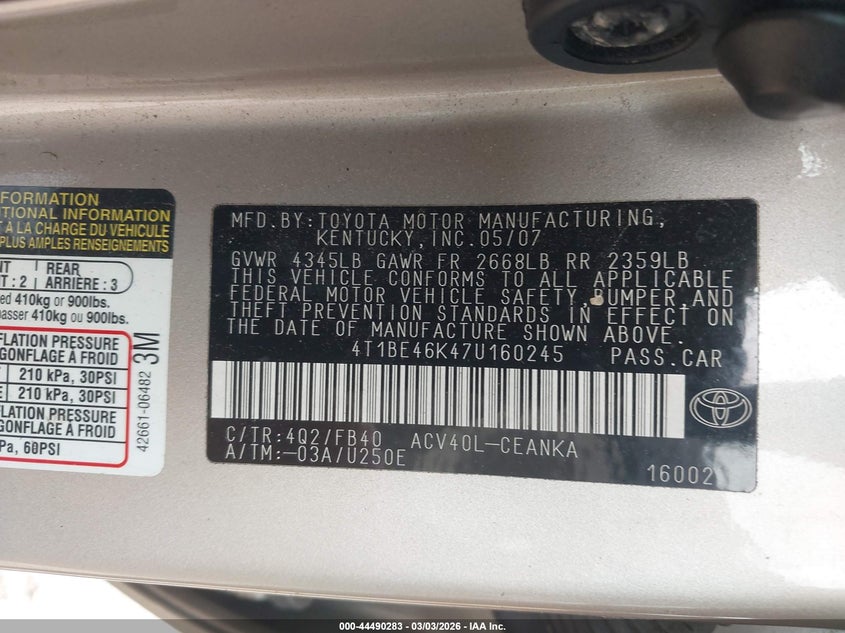 FORMATION
TIONAL INFORMATION
T À LA CHARGE DU VÉHICULE
PLUS AMPLES RENSEIGNEMENTS
NT : 2 REAR ARRIÈRE : 3
ed 410kg or 900lbs.
passer 410kg ou 900lbs.
FLATION PRESSURE
GONFLAGE À FROID
210 kPa, 30PSI
E 210 kPa, 30PSI
FLATION PRESSURE
GONFLAGE À FROID
Pa, 60PSI
42661-06482 3M
MFD.BY:TOYOTA MOTOR MANUFACTURING,
KENTUCKY, INC.05/07
GVWR 4345LB GAWR FR 2668LB RR 2359LB
THIS VEHICLE CONFORMS TO ALL APPLICABLE
FEDERAL MOTOR VEHICLE SAFETY, BUMPER, AND
THEFT PREVENTION STANDARDS IN EFFECT ON
THE DATE OF MANUFACTURE SHOWN ABOVE.
4T1BE46K47U160245 PASS.CAR
C/TR:4Q2/FB40 ACV40L-CEANKA
A/TM:-03A/U250E
16002
000-44490283 - 03/03/2026 - IAA Inc.